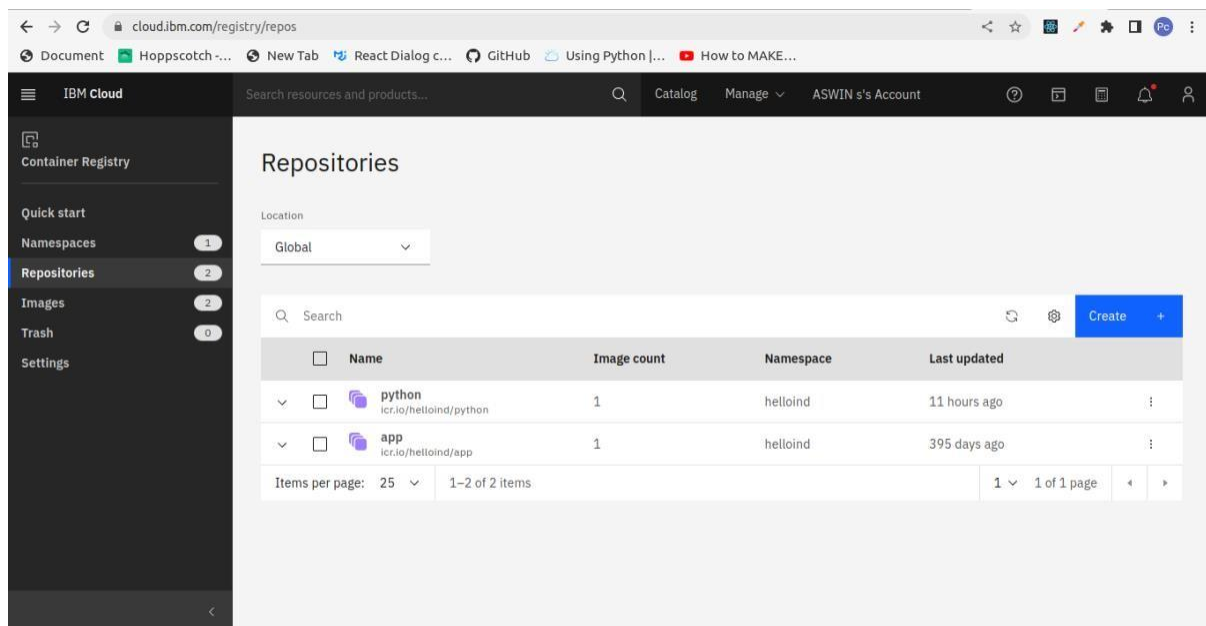 cloud.ibm.com/registry/repos
Pc
Document Hoppscotch -... New Tab React Dialog c... GitHub Using Python |... How to MAKE...
IBM Cloud Search resources and products... Catalog Manage ASWIN s's Account
Container Registry
Repositories
Quick start
Namespaces 1
Repositories 2
Images 2
Trash 0
Settings
Location
Global
Search Create +
Name Image count Namespace Last updated
python 1 helloind 11 hours ago
icr.io/helloind/python
app 1 helloind 395 days ago
icr.io/helloind/app
Items per page: 25 1–2 of 2 items 1 1 of 1 page